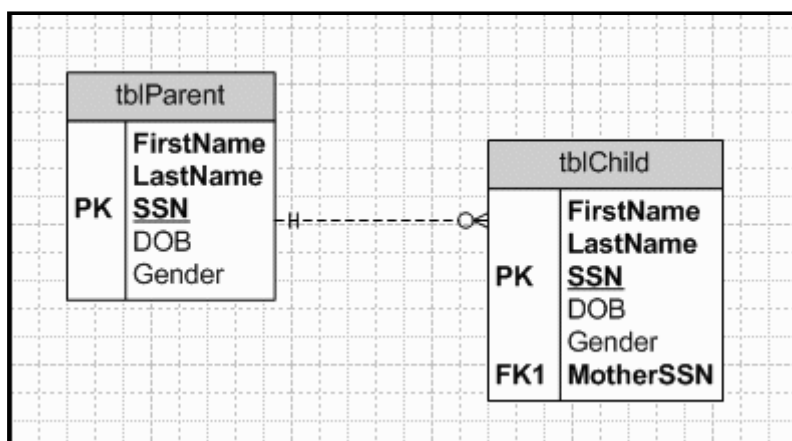 tblParent
FirstName
LastName
PK SSN
DOB
Gender
tblChild
FirstName
LastName
PK SSN
DOB
Gender
FK1 MotherSSN